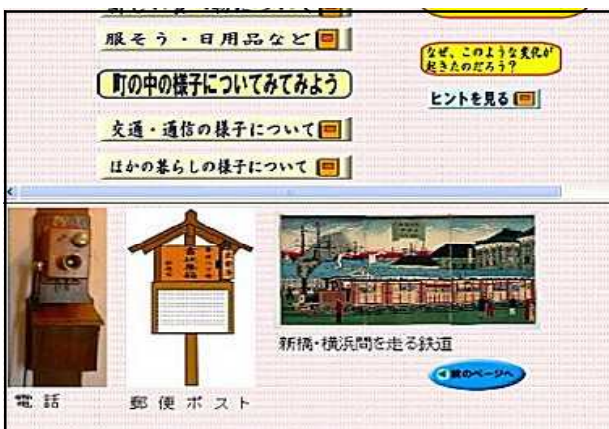 服そう・日用品など
なぜ、このような変化が
起きたのだろう？
町の中の様子についてみてみよう
ヒントを見る
交通・通信の様子について
ほかの暮らしの様子について
新橋・横浜間を走る鉄道
前のページへ
電話
郵便ポスト